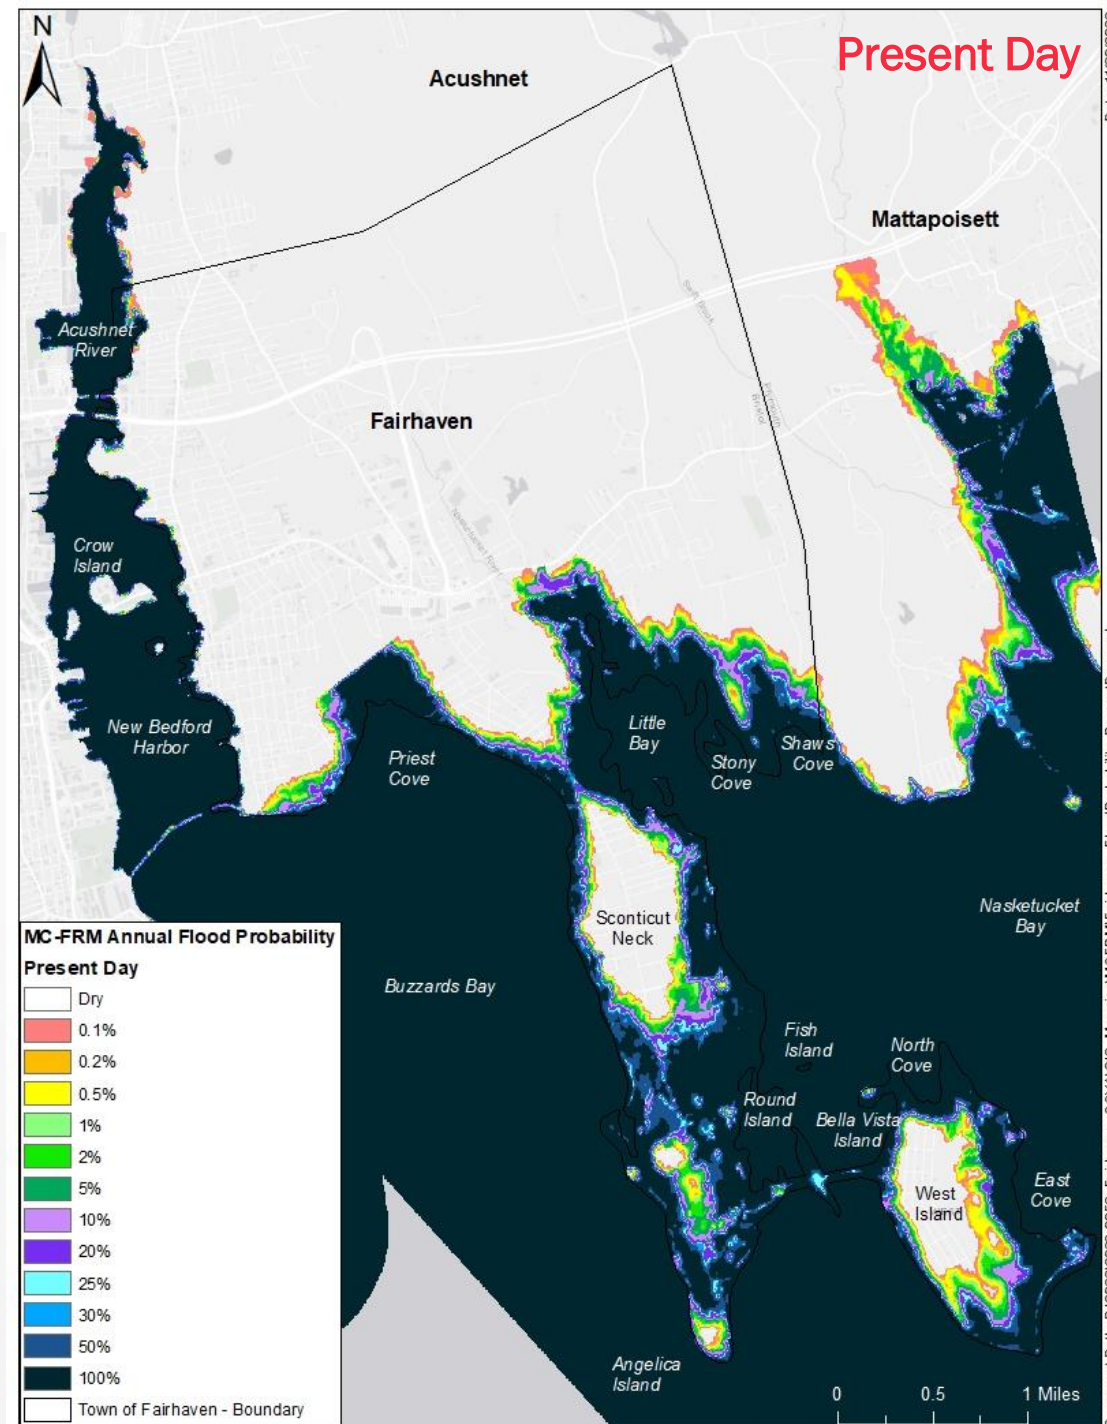 N
Present Day
Acushnet
Mattapoisett
Acushnet
River
Fairhaven
Crow
Island
New Bedford
Harbor
Priest
Cove
Little
Bay
Stony
Cove
Shaws
Cove
Sconticut
Neck
Nasketucket
Bay
Buzzards Bay
Fish
Island
North
Cove
Round
Island
Bella Vista
Island
West
Island
East
Cove
Angelica
Island
MC-FRM Annual Flood Probability
Present Day
Dry
0.1%
0.2%
0.5%
1%
2%
5%
10%
20%
25%
30%
50%
100%
Town of Fairhaven - Boundary
0 0.5 1 Miles